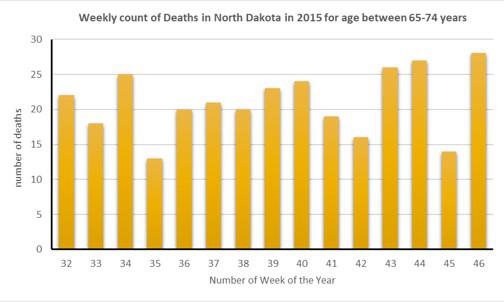 Weekly count of Deaths in North Dakota in 2015 for age between 65-74 years
number of deaths
30
25
20
15
10
5
0
32 33 34 35 36 37 38 39 40 41 42 43 44 45 46
Number of Week of the Year